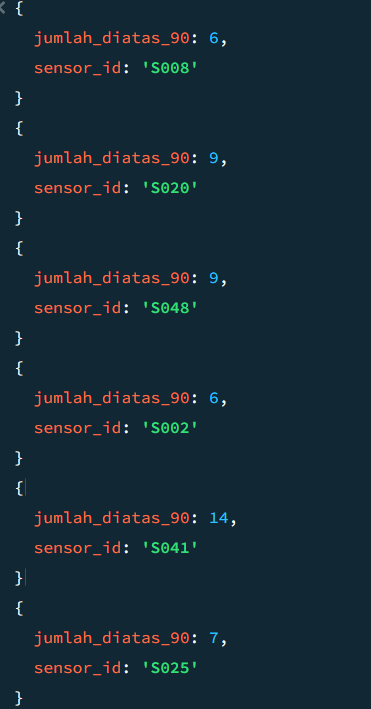 {
jumlah_diatas_90: 6,
sensor_id: 'S008'
}
{
jumlah_diatas_90: 9,
sensor_id: 'S020'
}
{
jumlah_diatas_90: 9,
sensor_id: 'S048'
}
{
jumlah_diatas_90: 6,
sensor_id: 'S002'
}
{
jumlah_diatas_90: 14,
sensor_id: 'S041'
}
{
jumlah_diatas_90: 7,
sensor_id: 'S025'
}